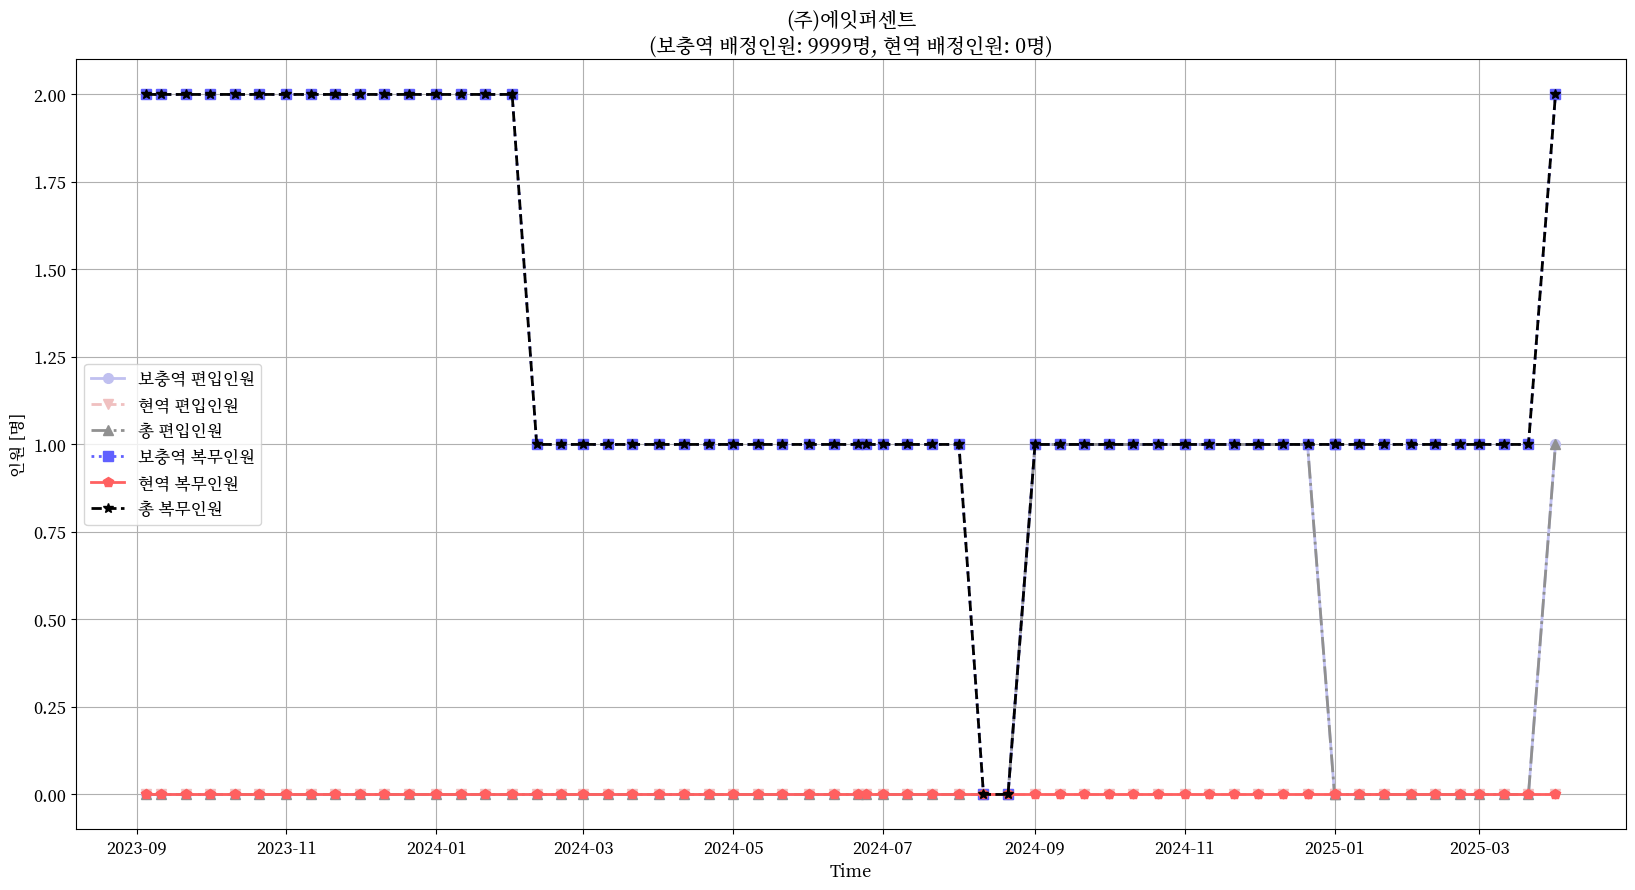 (주)에잇퍼센트
(보충역 배정인원: 9999명, 현역 배정인원: 0명)
인원 [명]
2.00
1.75
1.50
1.25
1.00
0.75
0.50
0.25
0.00
보충역 편입인원
현역 편입인원
총 편입인원
보충역 복무인원
현역 복무인원
총 복무인원
2023-09
2023-11
2024-01
2024-03
2024-05
2024-07
2024-09
2024-11
2025-01
2025-03
Time